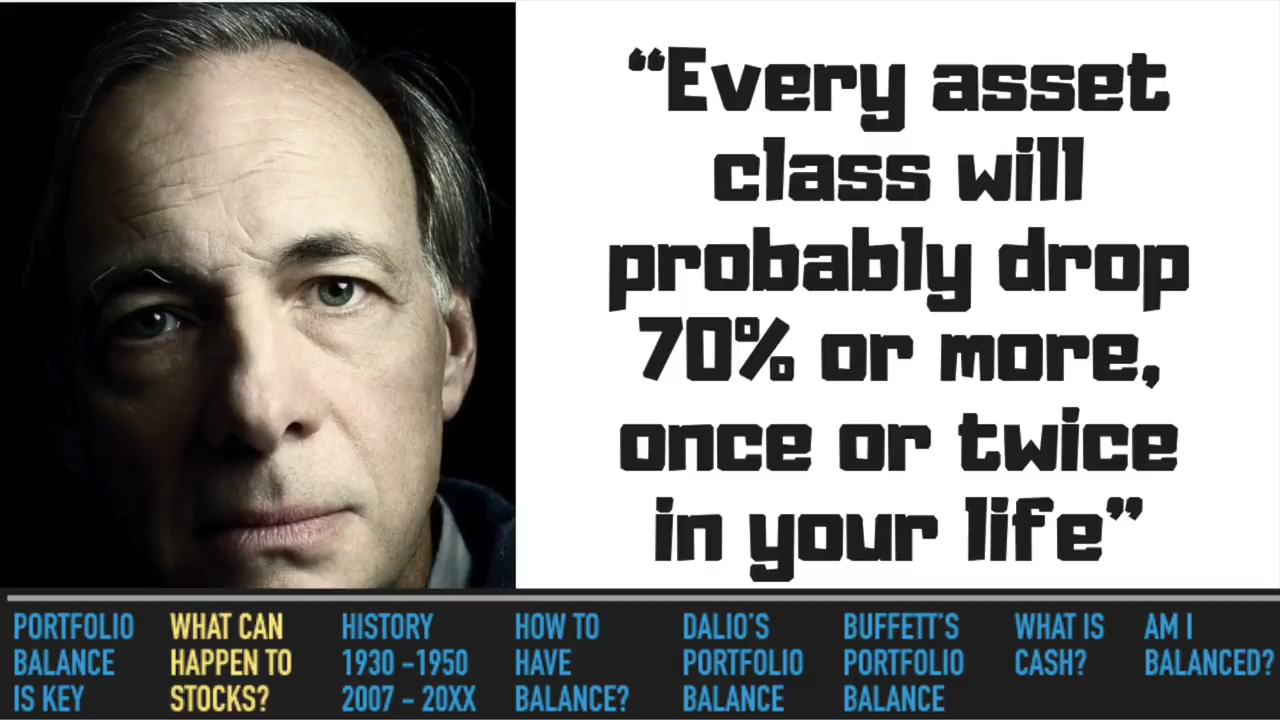 “Every asset
class will
probably drop
70% or more,
once or twice
in your life”
PORTFOLIO
BALANCE
IS KEY
WHAT CAN
HAPPEN TO
STOCKS?
HISTORY
1930 –1950
2007 – 20XX
HOW TO
HAVE
BALANCE?
DALIO’S
PORTFOLIO
BALANCE
BUFFETT’S
PORTFOLIO
BALANCE
WHAT IS
CASH?
AM I
BALANCED?